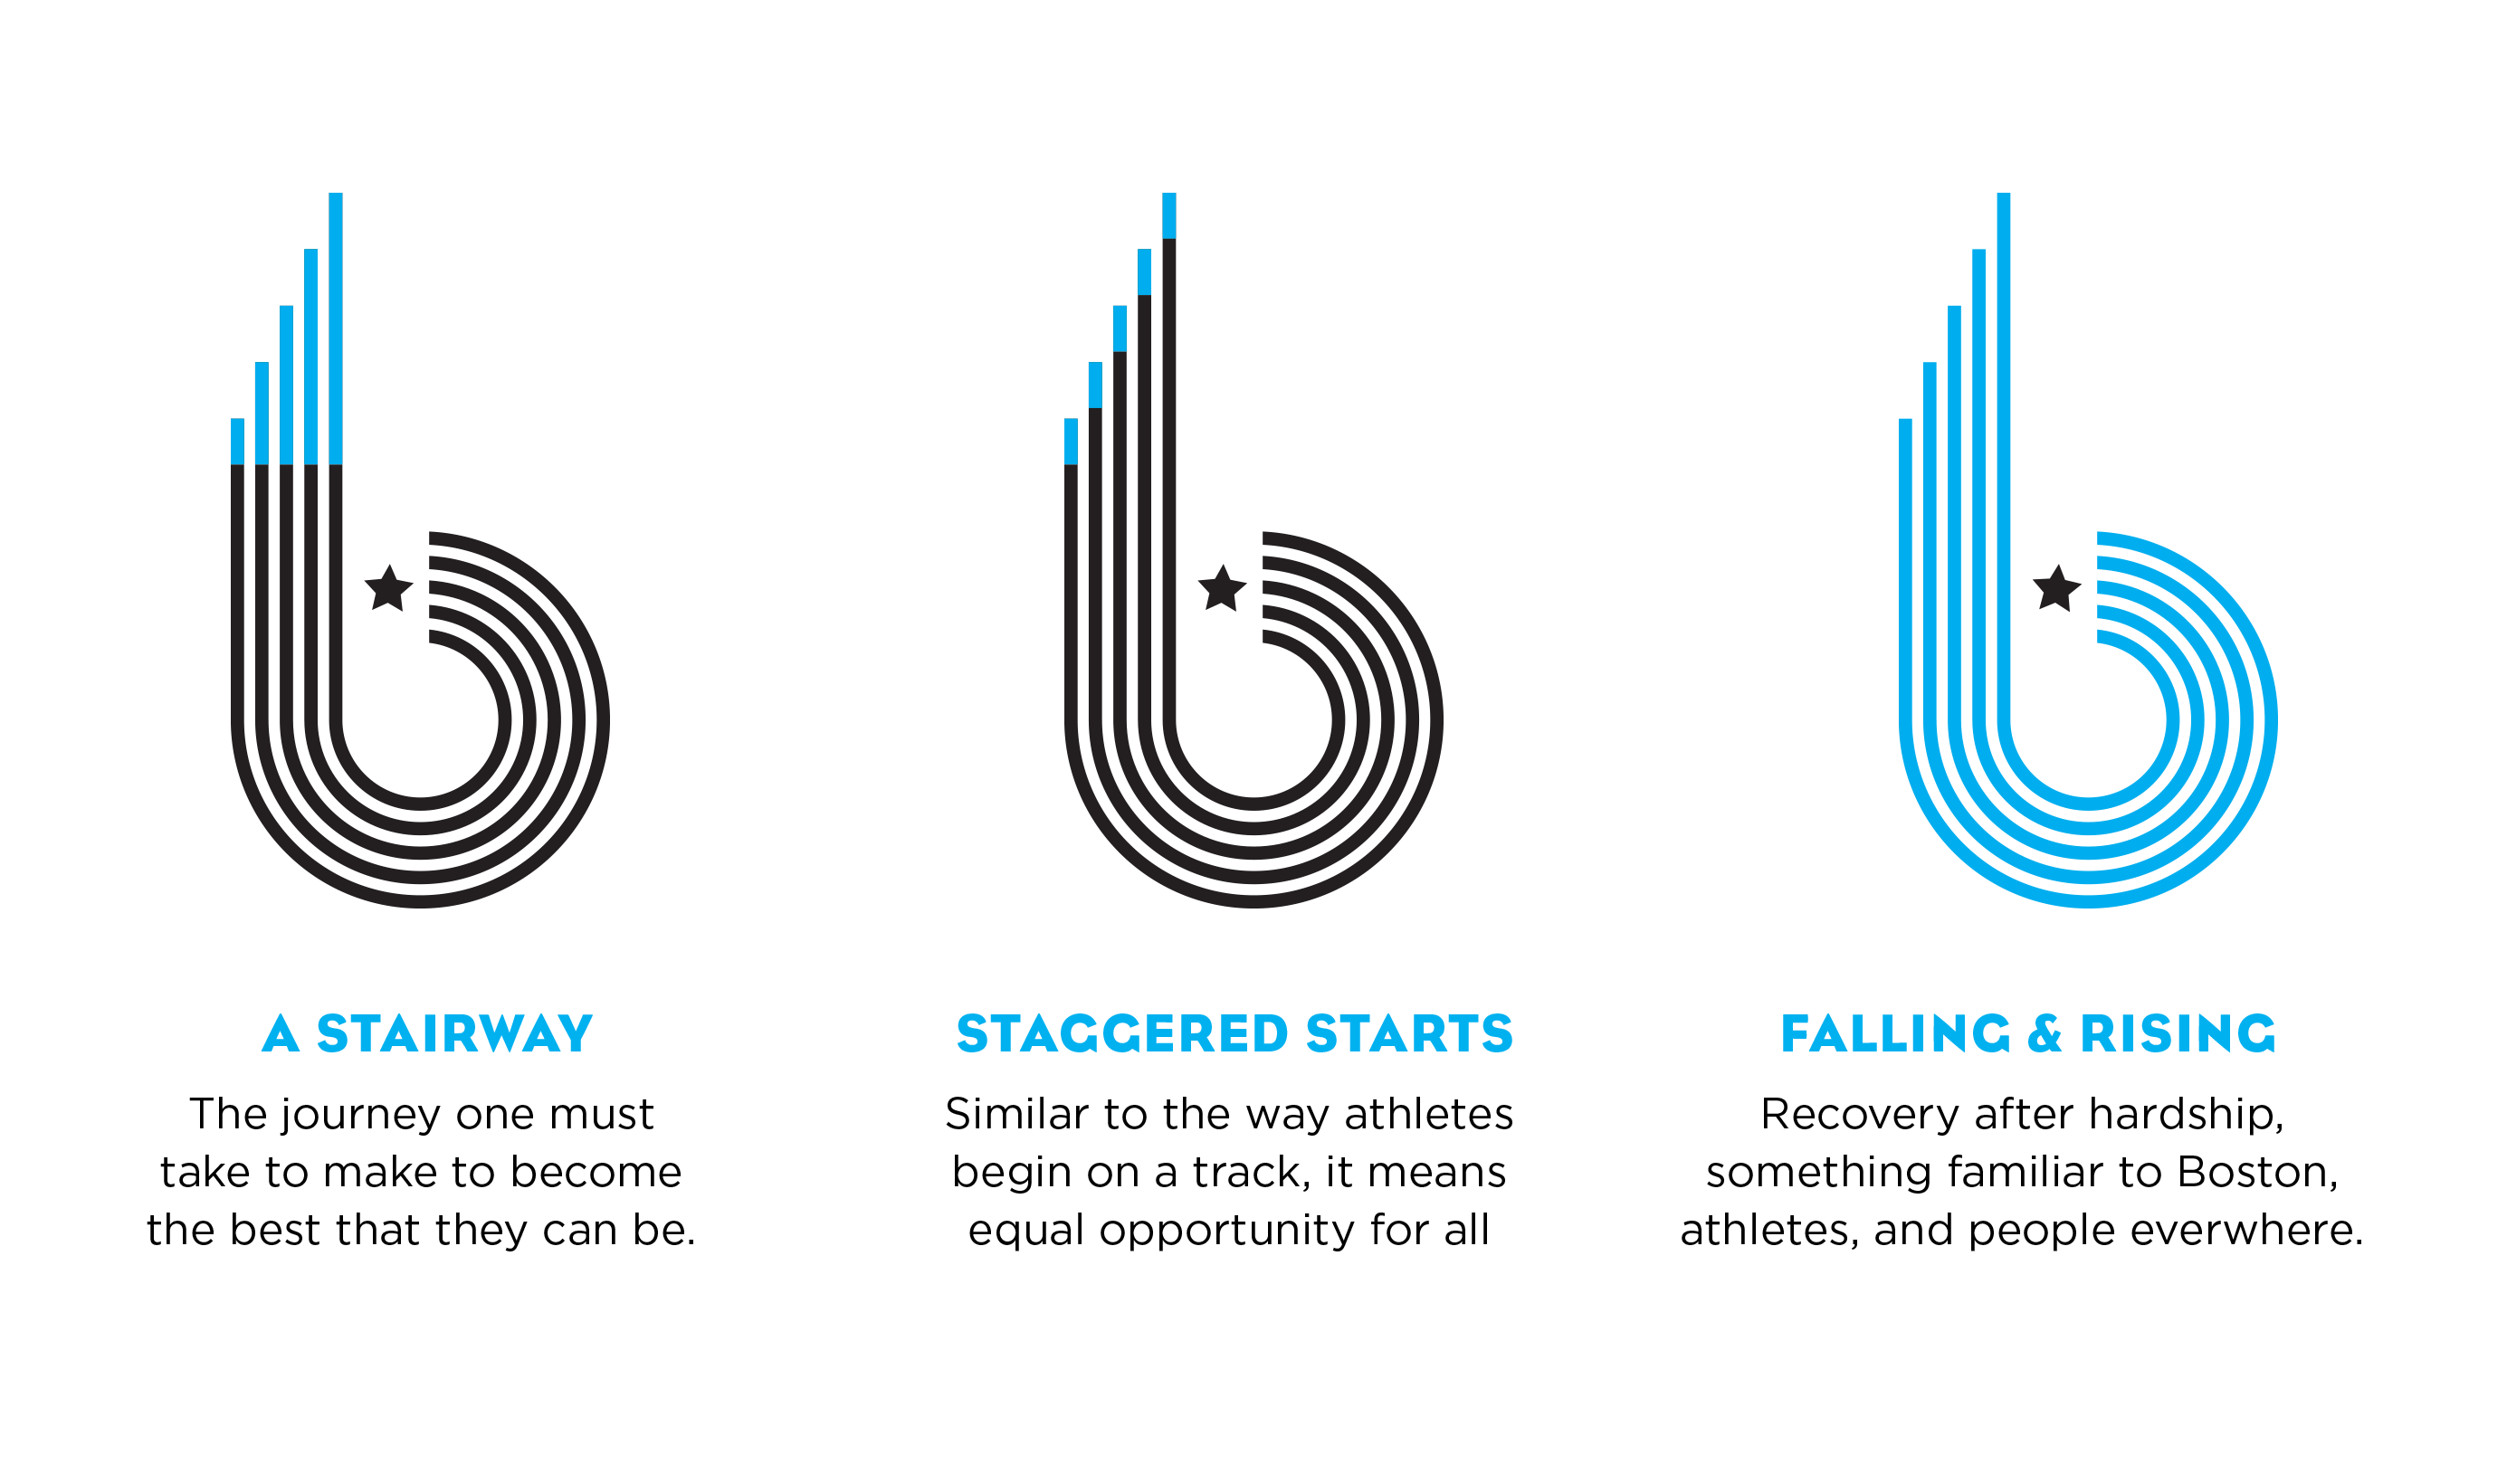 A STAIRWAY
The journey one must
take to make to become
the best that they can be.
STAGGERED STARTS
Similar to the way athletes
begin on a track, it means
equal opportunity for all
FALLING & RISING
Recovery after hardship,
something familiar to Boston,
athletes, and people everwhere.